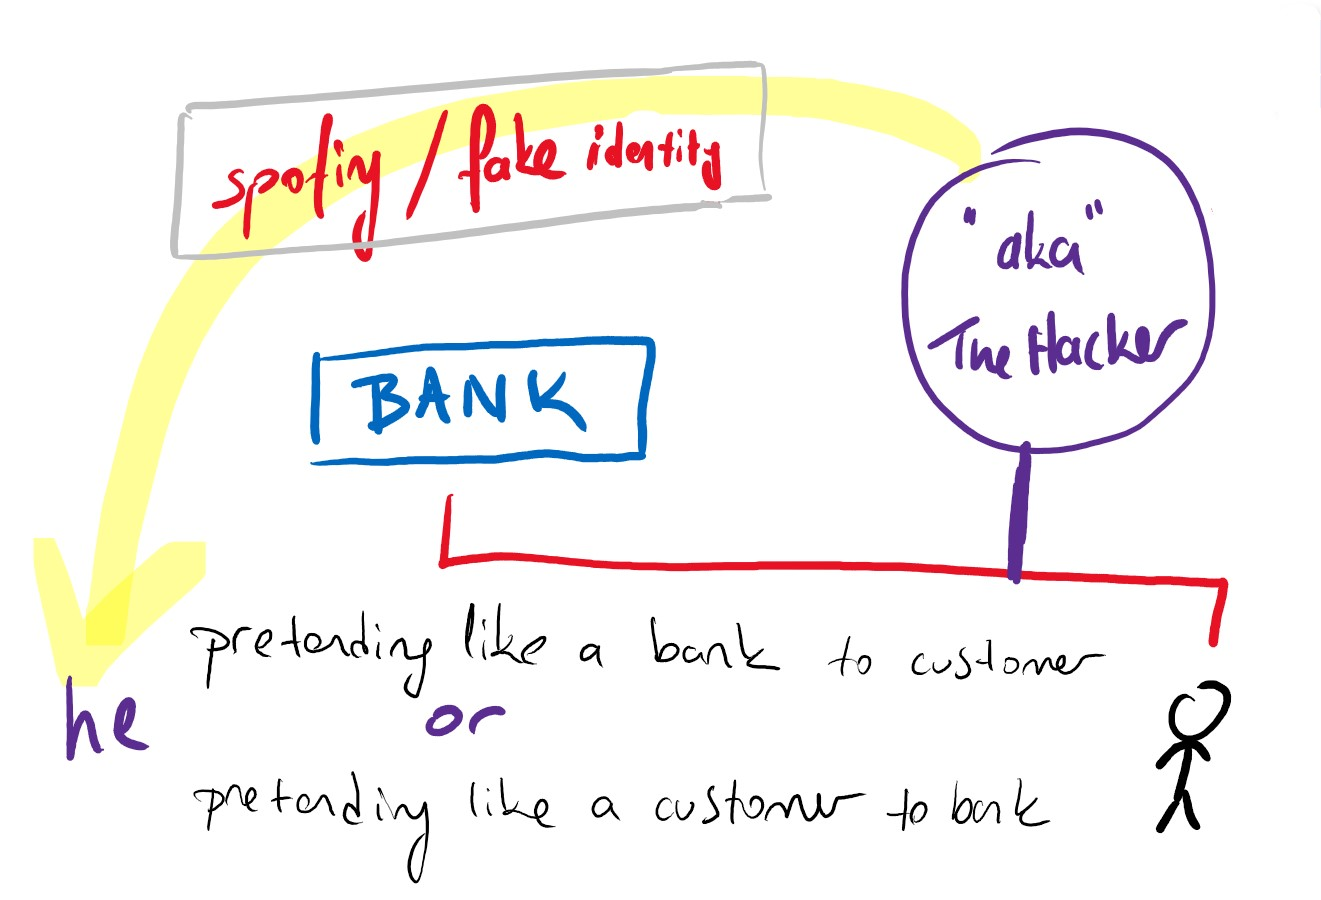 spofing / fake identity
"aka"
The Hacker
BANK
pretending like a bank to customer
he or
pretending like a customer to bank